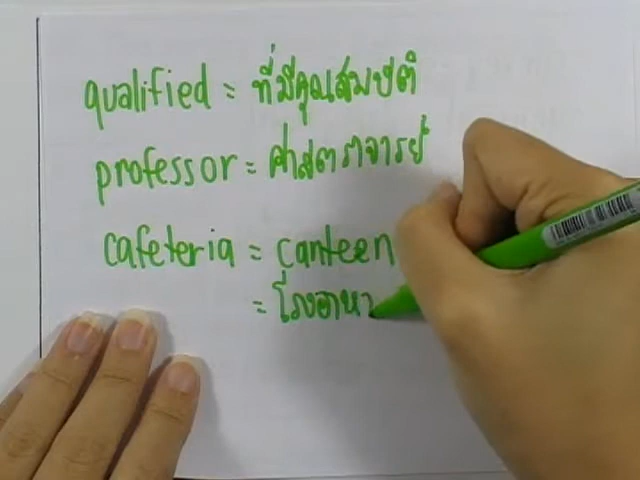 qualified = ที่มีคุณสมบัติ
professor = ศาสตราจารย์
cafeteria = canteen
= โรงอาหา